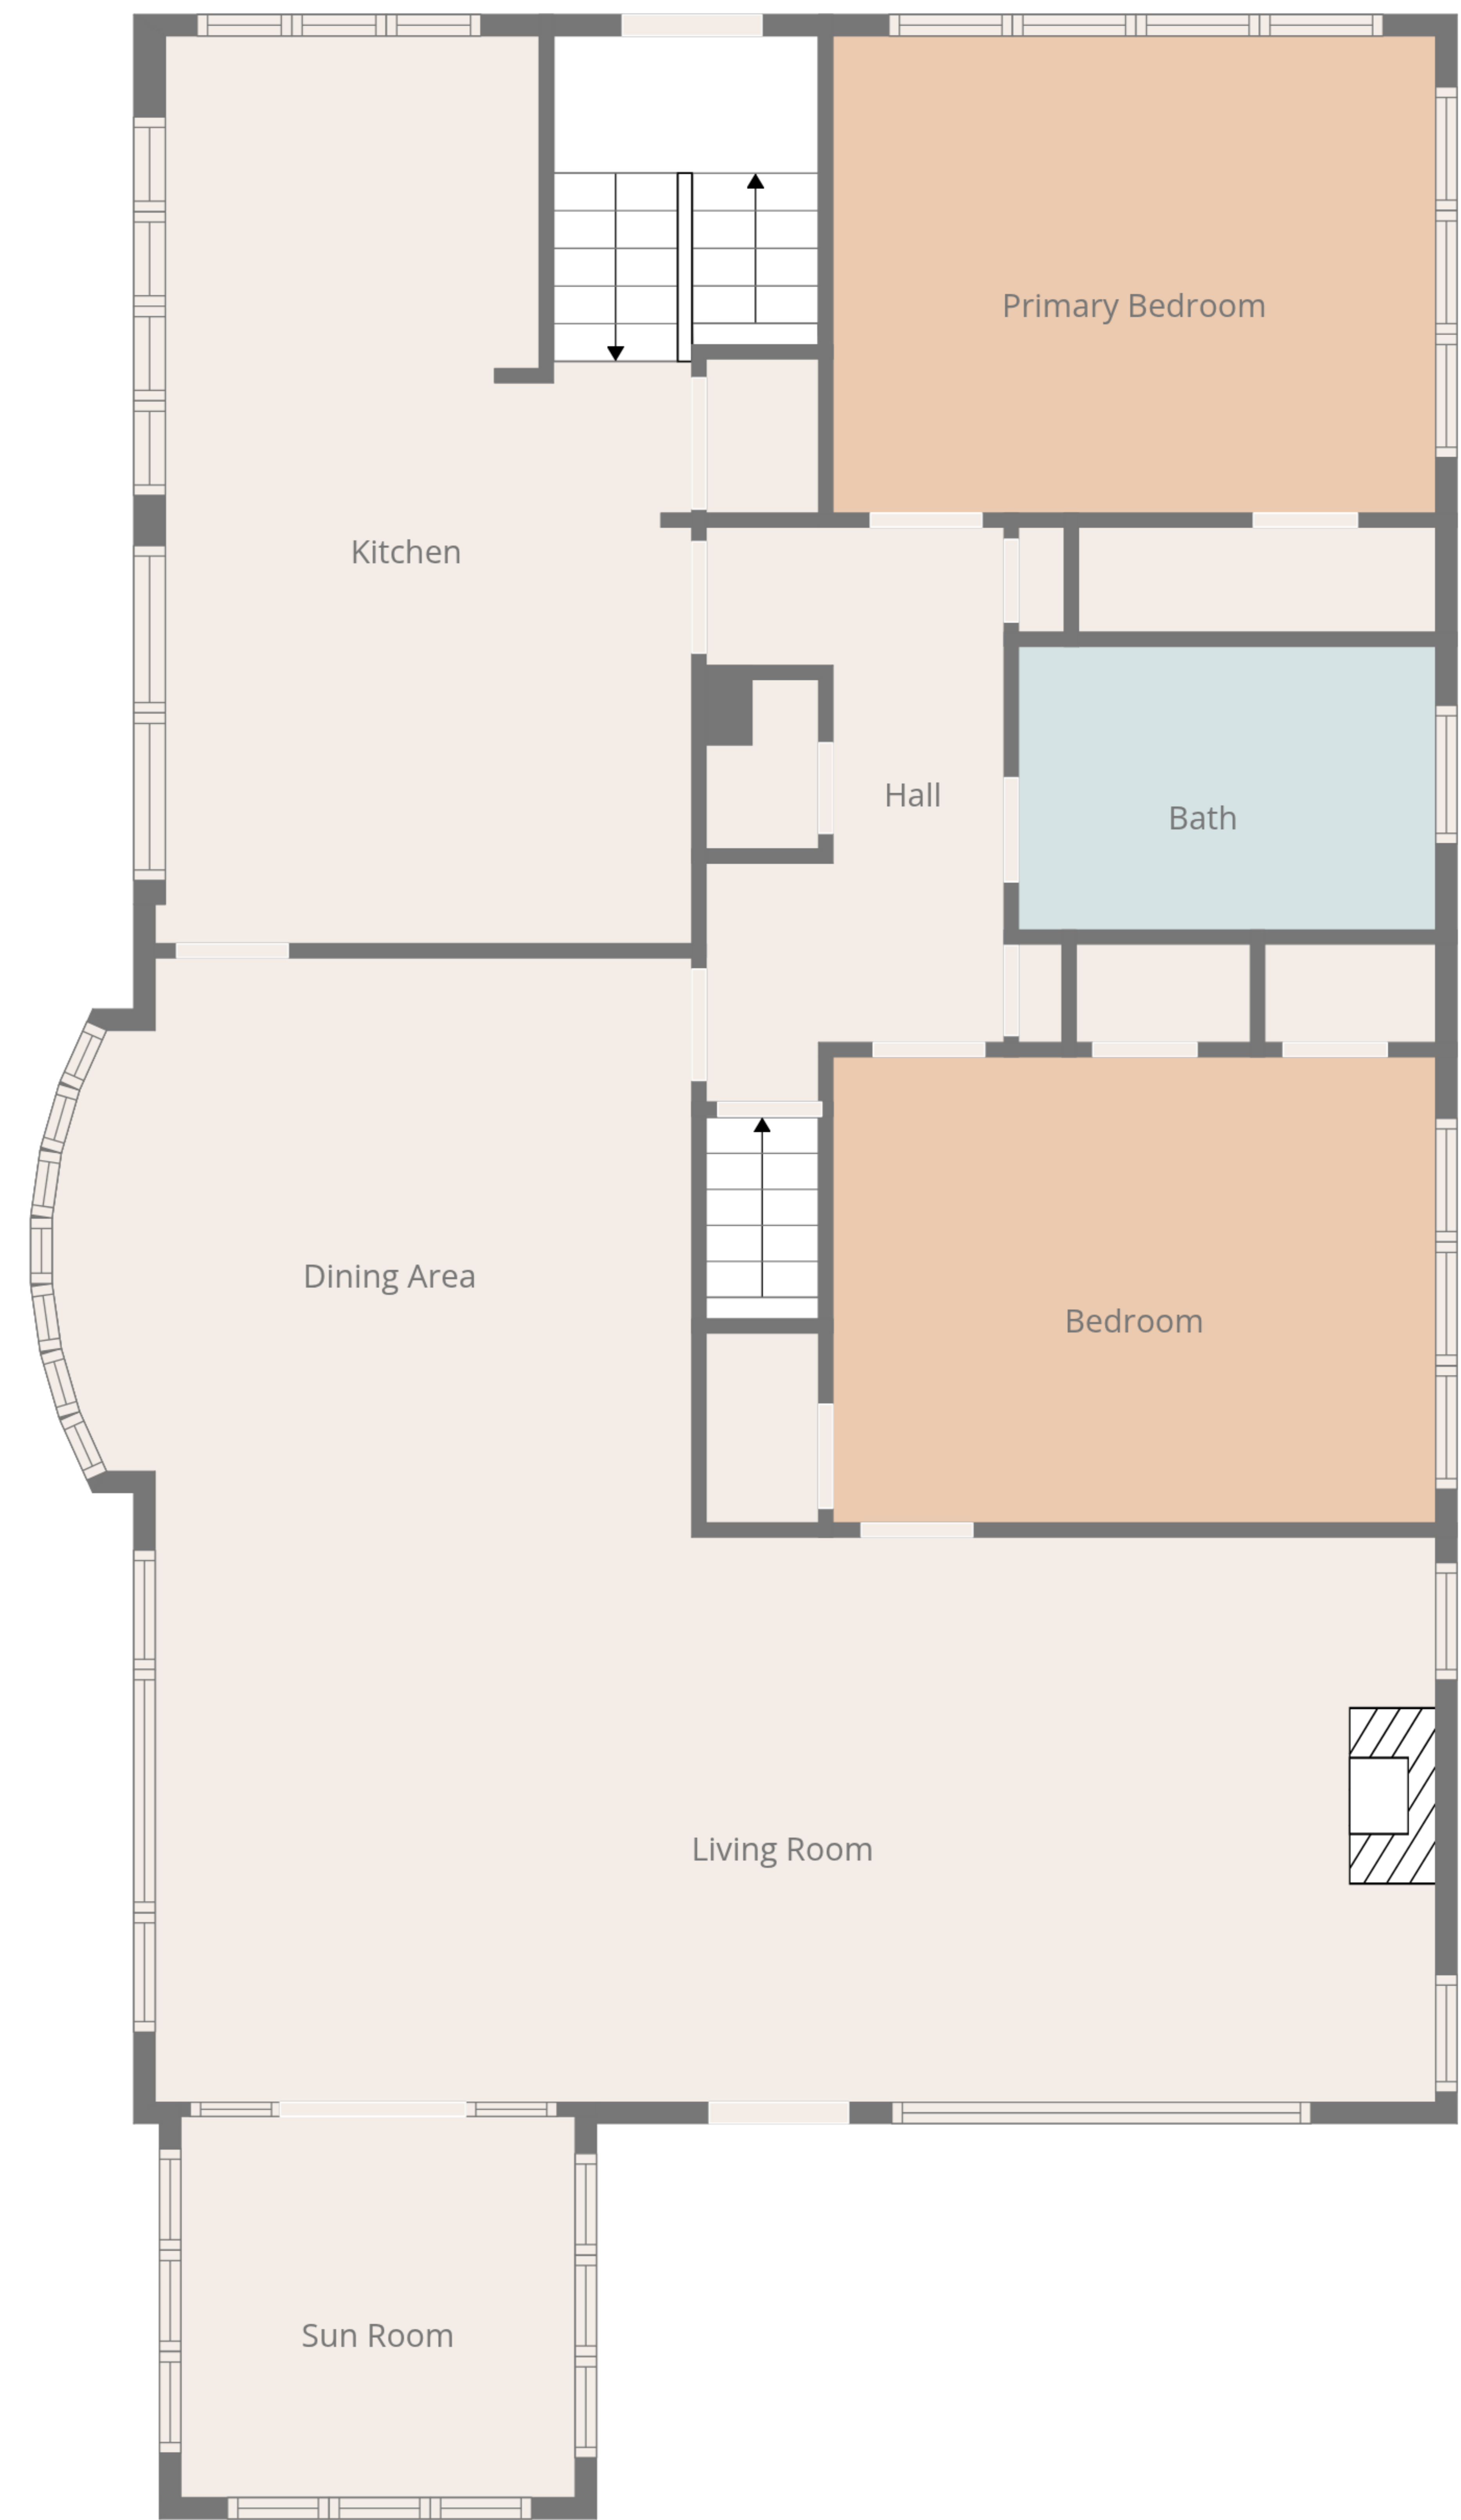 Primary Bedroom
Kitchen
Hall
Bath
Dining Area
Bedroom
Living Room
Sun Room